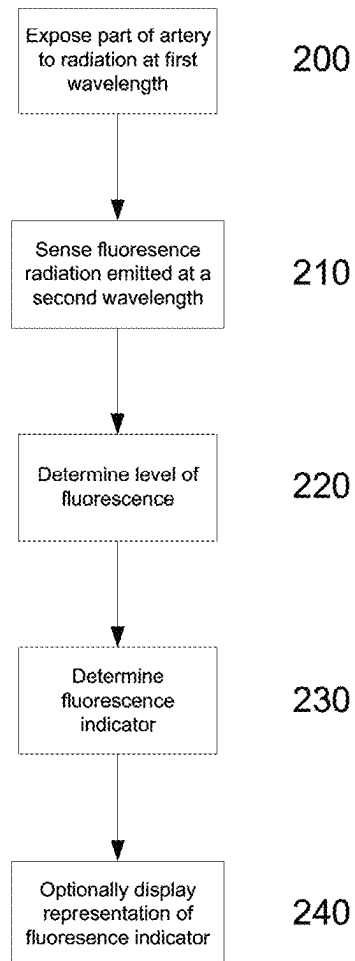 Expose part of artery
to radiation at first
wavelength
200
Sense fluoresence
radiation emitted at a
second wavelength
210
Determine level of
fluorescence
220
Determine
fluorescence
indicator
230
Optionally display
representation of
fluoresence indicator
240